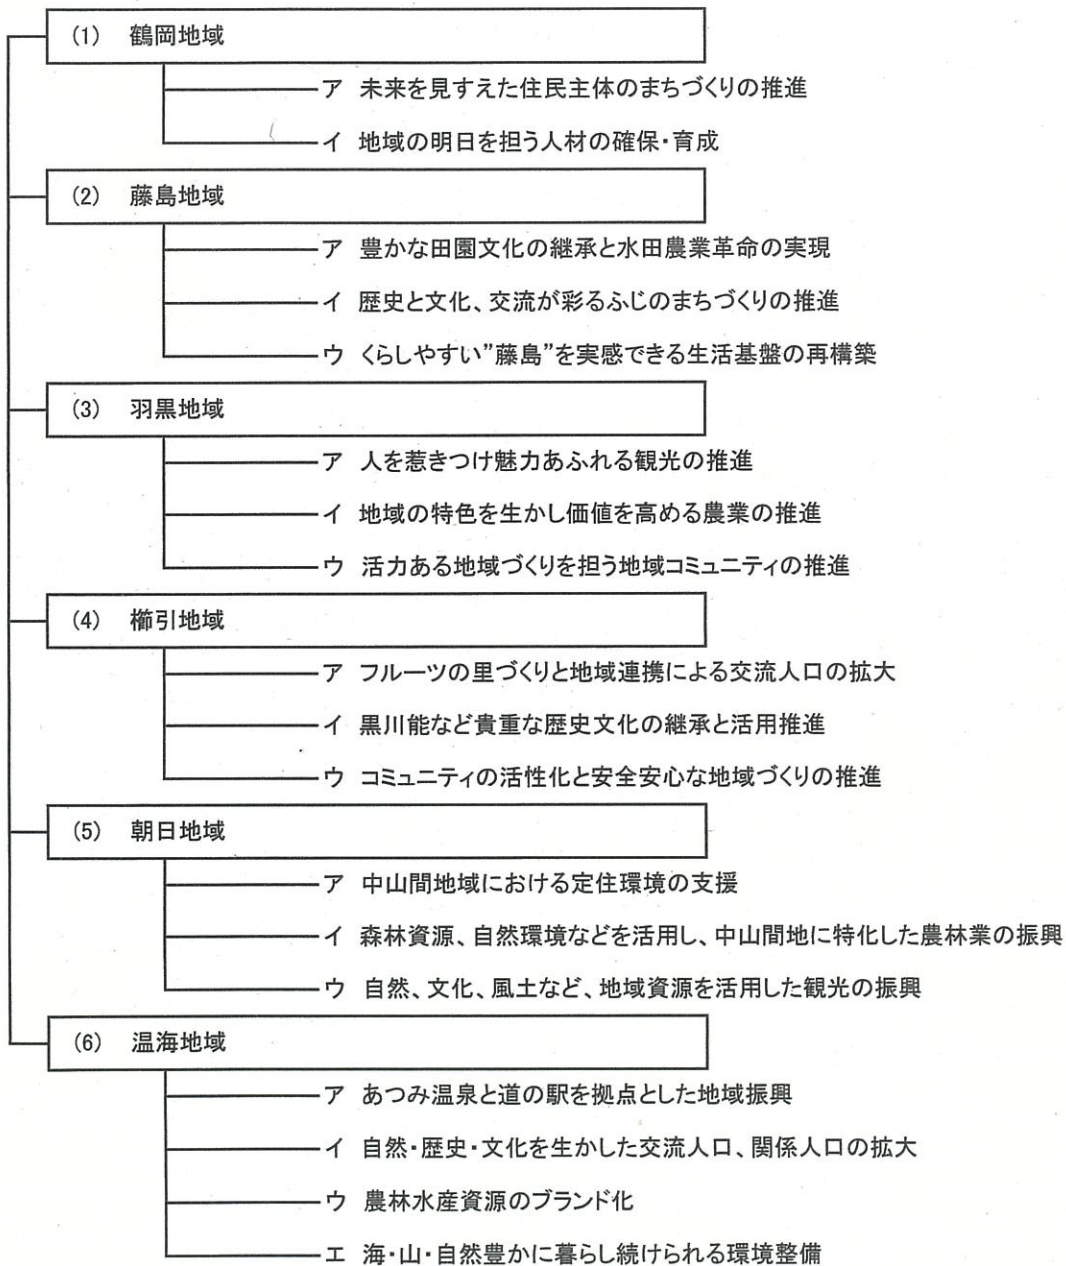 (1) 鶴岡地域
ア 未来を見すえた住民主体のまちづくりの推進
イ 地域の明日を担う人材の確保・育成
(2) 藤島地域
ア 豊かな田園文化の継承と水田農業革命の実現
イ 歴史と文化、交流が彩るふじのまちづくりの推進
ウ くらしやすい”藤島”を実感できる生活基盤の再構築
(3) 羽黒地域
ア 人を惹きつけ魅力あふれる観光の推進
イ 地域の特色を生かし価値を高める農業の推進
ウ 活力ある地域づくりを担う地域コミュニティの推進
(4) 櫛引地域
ア フルーツの里づくりと地域連携による交流人口の拡大
イ 黒川能など貴重な歴史文化の継承と活用推進
ウ コミュニティの活性化と安全安心な地域づくりの推進
(5) 朝日地域
ア 中山間地域における定住環境の支援
イ 森林資源、自然環境などを活用し、中山間地に特化した農林業の振興
ウ 自然、文化、風土など、地域資源を活用した観光の振興
(6) 温海地域
ア あつみ温泉と道の駅を拠点とした地域振興
イ 自然・歴史・文化を生かした交流人口、関係人口の拡大
ウ 農林水産資源のブランド化
エ 海・山・自然豊かに暮らし続けられる環境整備